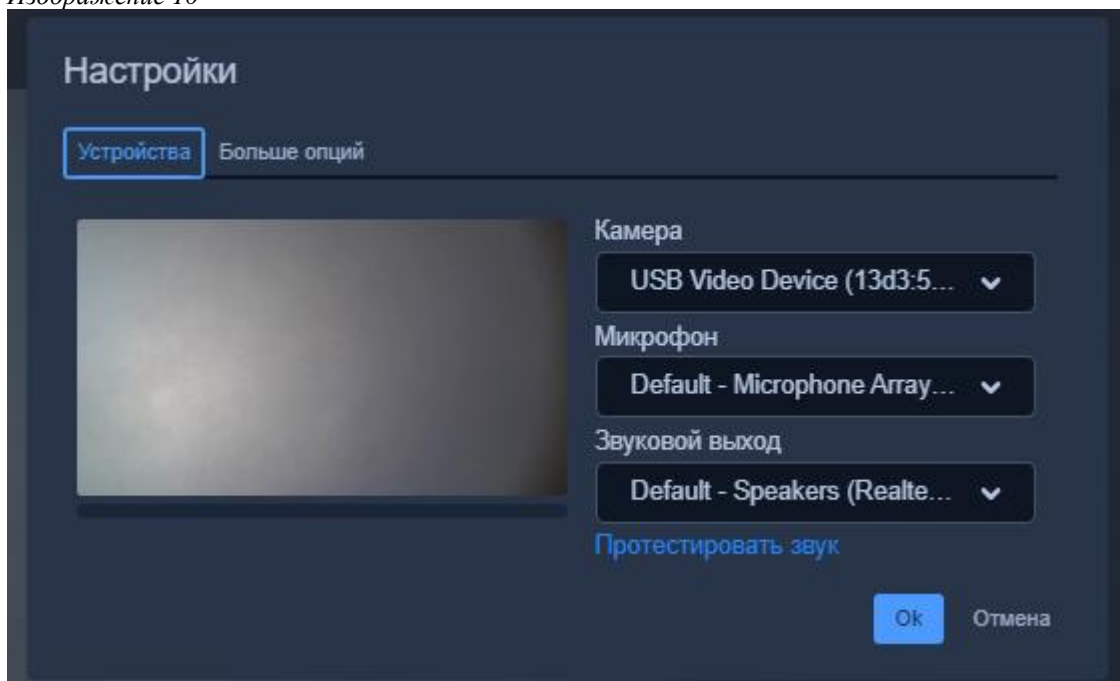 Изображение 10
Настройки
Устройства
Больше опций
Камера
USB Video Device (13d3:5...
Микрофон
Default - Microphone Array...
Звуковой выход
Default - Speakers (Realte...
Протестировать звук
Ok
Отмена